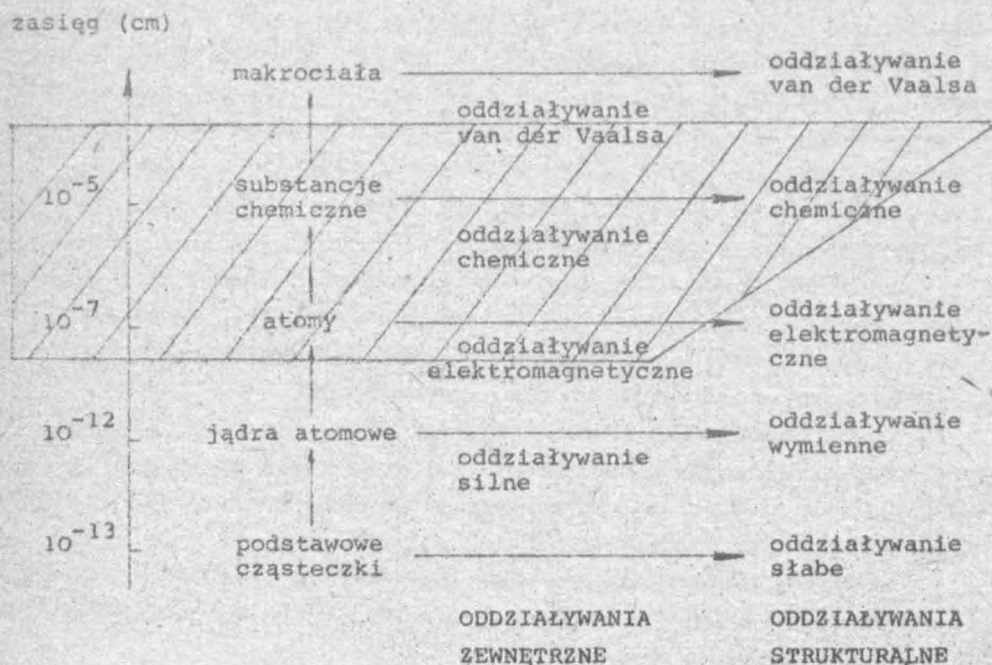 zasięg (cm)
makrociała
oddziaływanie
van der Vaalsa
oddziaływanie
van der Vaalsa
10⁻⁵
substancje
chemiczne
oddziaływanie
chemiczne
oddziaływanie
chemiczne
10⁻⁷
atomy
oddziaływanie
elektromagnety-
czne
oddziaływanie
elektromagnetyczne
10⁻¹²
jądra atomowe
oddziaływanie
wymienne
oddziaływanie
silne
10⁻¹³
podstawowe
cząsteczki
oddziaływanie
słabe
ODDZIAŁYWANIA
ZEWNĘTRZNE
ODDZIAŁYWANIA
STRUKTURALNE